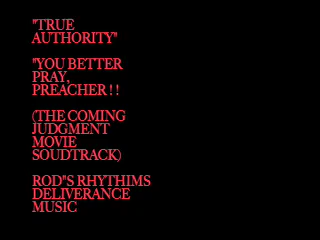 "TRUE
AUTHORITY"
"YOU BETTER
PRAY,
PREACHER ! !
(THE COMING
JUDGMENT
MOVIE
SOUDTRACK)
ROD"S RHYTHIMS
DELIVERANCE
MUSIC